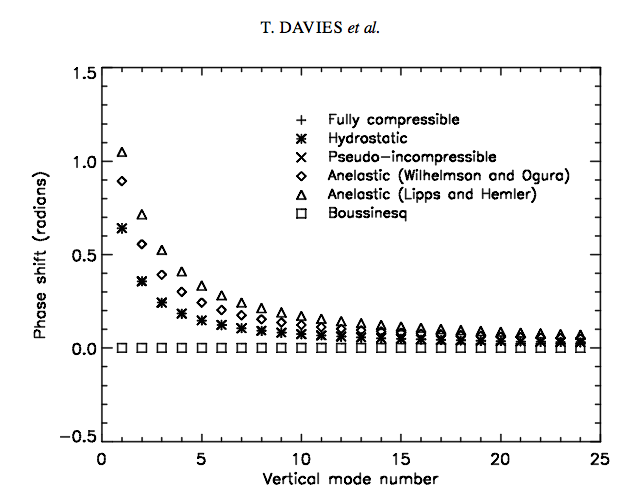 T. DAVIES et al.
1.5
1.0
0.5
0.0
−0.5
Phase shift (radians)
Fully compressible
Hydrostatic
Pseudo−incompressible
Anelastic (Wilhelmson and Ogura)
Anelastic (Lipps and Hemler)
Boussinesq
0 5 10 15 20 25
Vertical mode number